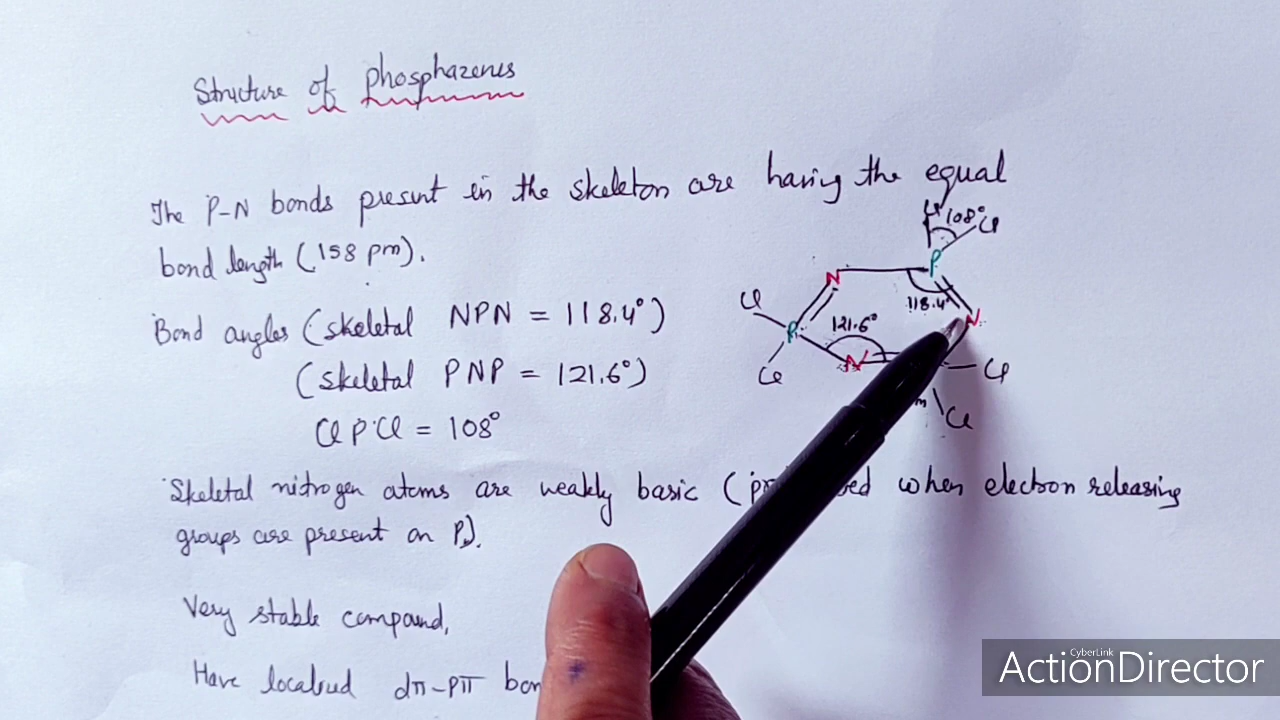 Structure of phosphazenes
The P-N bonds present in the skeleton are having the equal
bond length (158 pm).
Bond angles (skeletal NPN = 118.4°)
(skeletal PNP = 121.6°)
Cl P Cl = 108°
Cl 108° Cl
N P
118.4°
Cl 121.6° N
P
N Cl
Cl
m Cl
Skeletal nitrogen atoms are weakly basic ( when electron releasing
groups are present on P).
Very stable compound,
Have dπ-pπ
CyberLink
ActionDirector